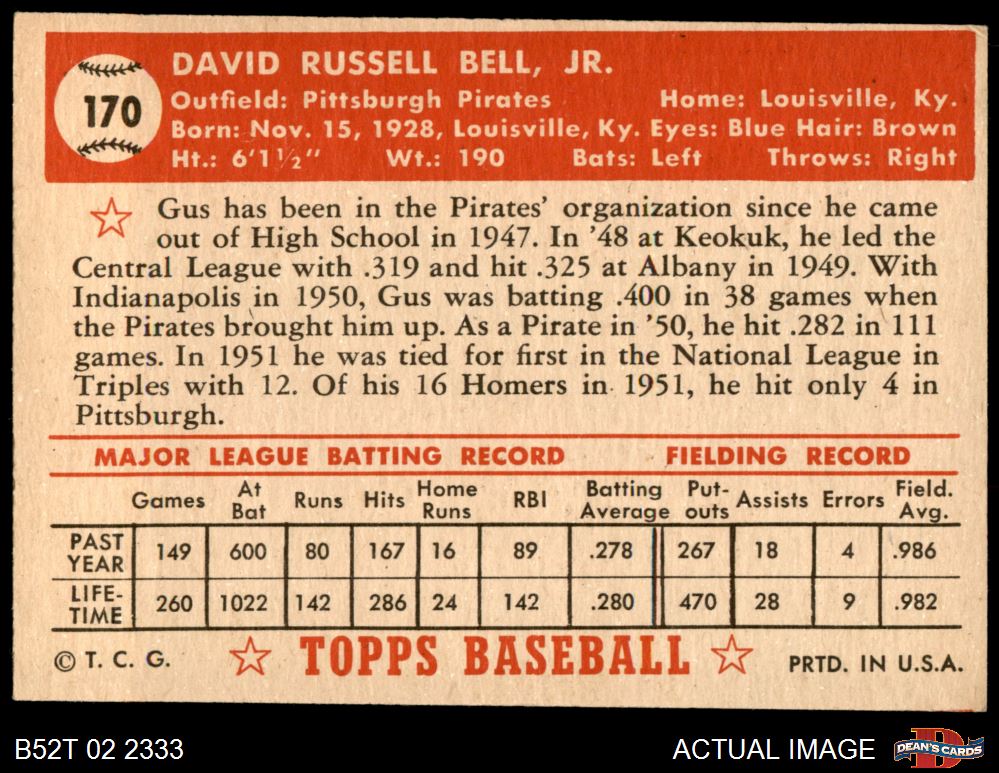 170
DAVID RUSSELL BELL, JR.
Outfield: Pittsburgh Pirates Home: Louisville, Ky.
Born: Nov. 15, 1928, Louisville, Ky. Eyes: Blue Hair: Brown
Ht.: 6'1½" Wt.: 190 Bats: Left Throws: Right
Gus has been in the Pirates' organization since he came
out of High School in 1947. In '48 at Keokuk, he led the
Central League with .319 and hit .325 at Albany in 1949. With
Indianapolis in 1950, Gus was batting .400 in 38 games when
the Pirates brought him up. As a Pirate in '50, he hit .282 in 111
games. In 1951 he was tied for first in the National League in
Triples with 12. Of his 16 Homers in 1951, he hit only 4 in
Pittsburgh.
MAJOR LEAGUE BATTING RECORD FIELDING RECORD
Games At Bat Runs Hits Home Runs RBI Batting Average Put-outs Assists Errors Field. Avg.
PAST YEAR 149 600 80 167 16 89 .278 267 18 4 .986
LIFE-TIME 260 1022 142 286 24 142 .280 470 28 9 .982
© T. C. G. TOPPS BASEBALL PRTD. IN U.S.A.
B52T 02 2333 ACTUAL IMAGE DEAN'S CARDS